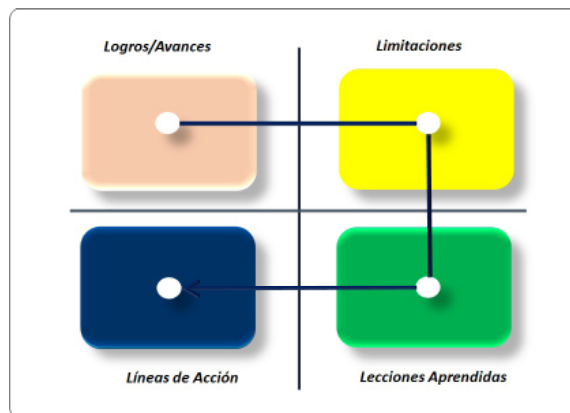 Logros/Avances
Limitaciones
Líneas de Acción
Lecciones Aprendidas